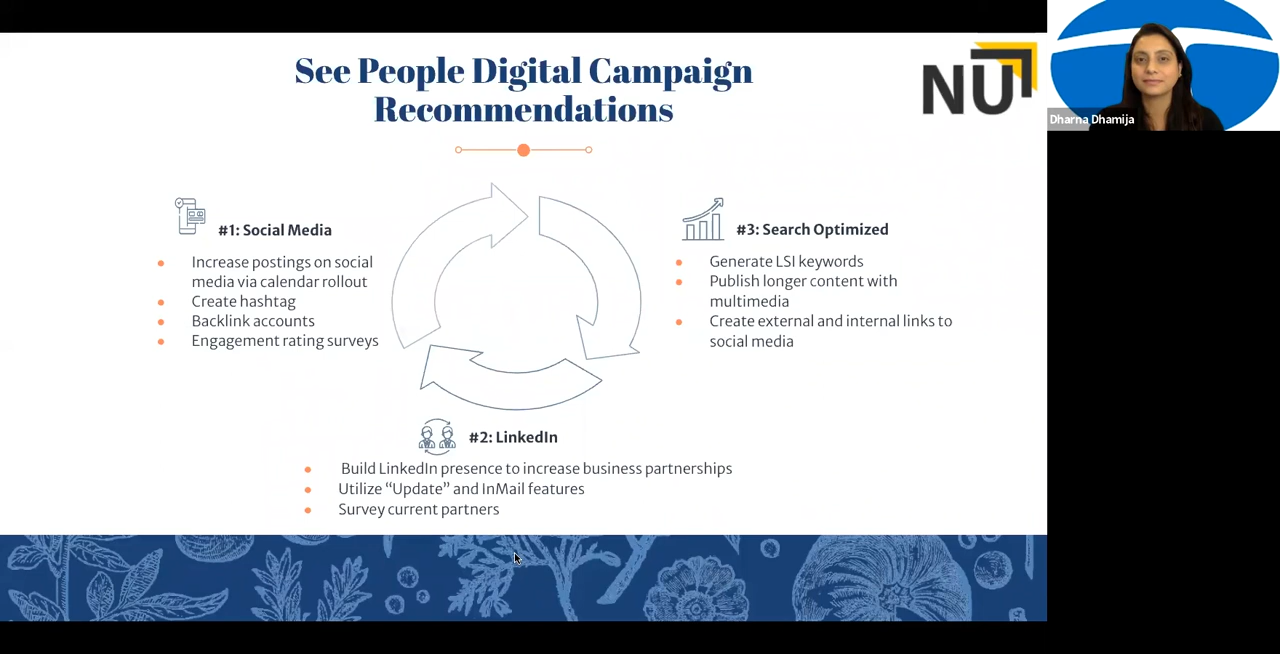 See People Digital Campaign
Recommendations
NU
Dharna Dhamija
#1: Social Media
Increase postings on social
media via calendar rollout
Create hashtag
Backlink accounts
Engagement rating surveys
#3: Search Optimized
Generate LSI keywords
Publish longer content with
multimedia
Create external and internal links to
social media
#2: LinkedIn
Build LinkedIn presence to increase business partnerships
Utilize “Update” and InMail features
Survey current partners